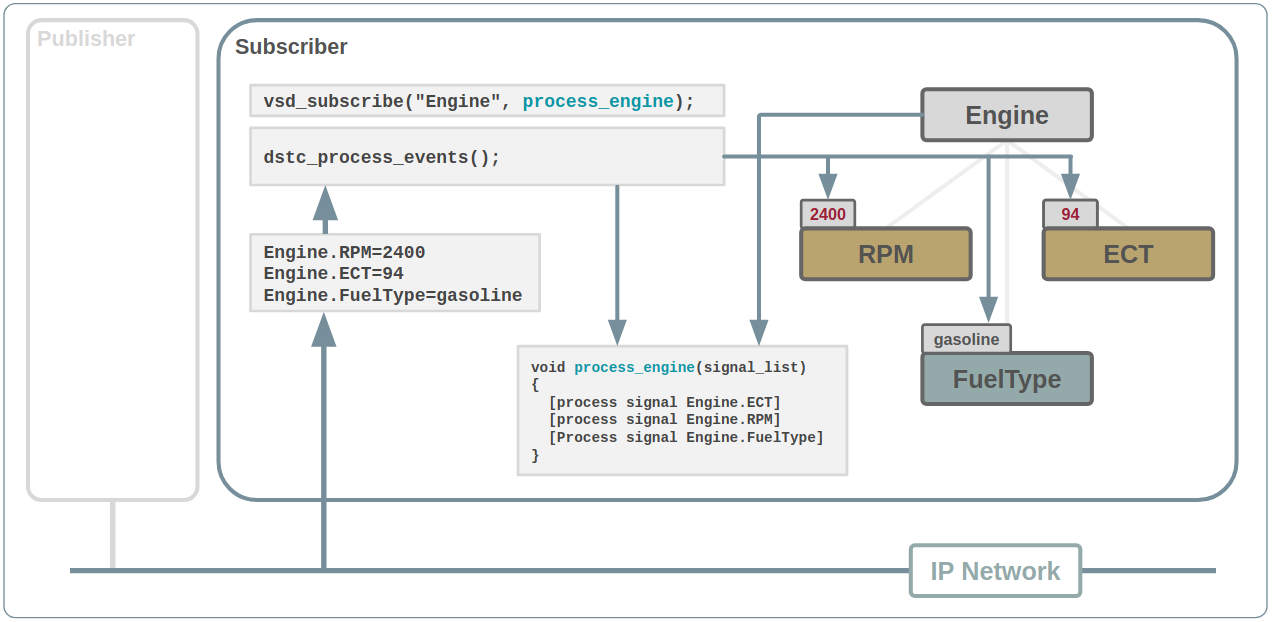 Publisher
Subscriber
vsd_subscribe("Engine", process_engine);
dstc_process_events();
Engine.RPM=2400
Engine.ECT=94
Engine.FuelType=gasoline
void process_engine(signal_list)
{
  [process signal Engine.ECT]
  [process signal Engine.RPM]
  [Process signal Engine.FuelType]
}
Engine
2400
RPM
94
ECT
gasoline
FuelType
IP Network